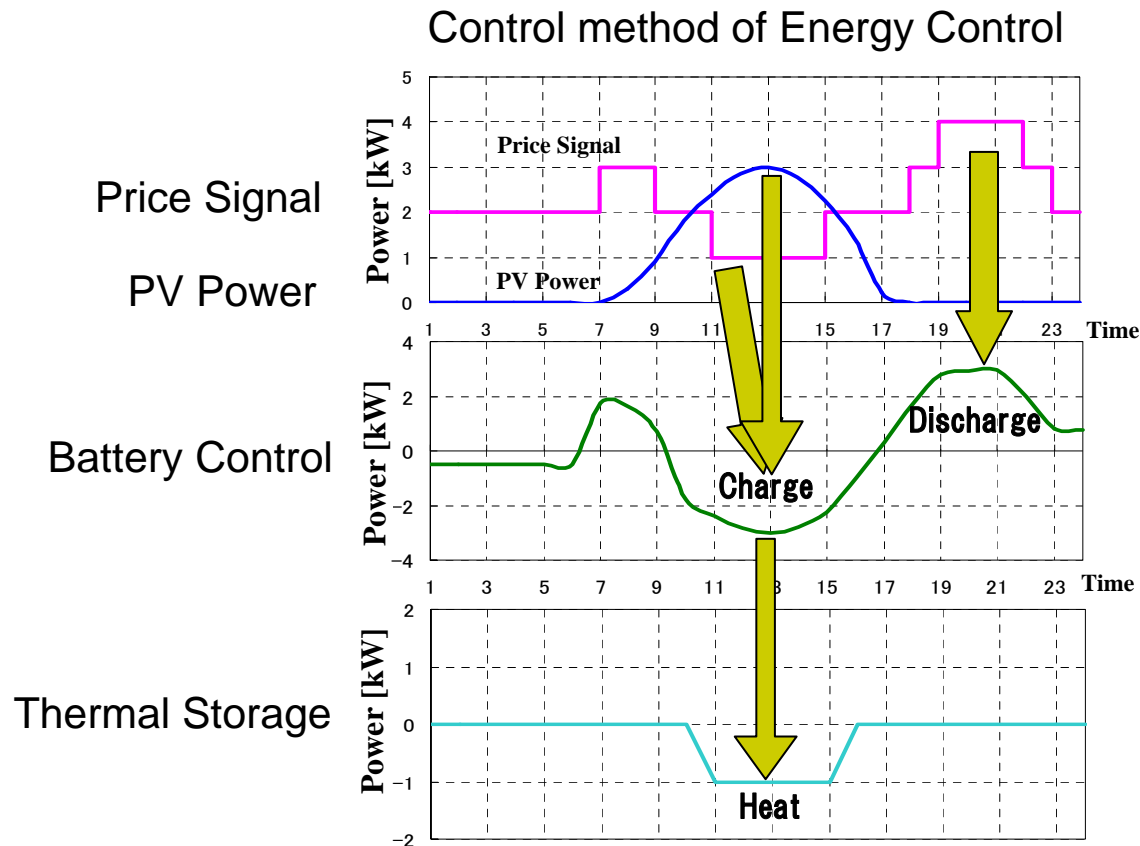 Control method of Energy Control
Price Signal
PV Power
Battery Control
Thermal Storage
Power [kW]
5
4
3
2
1
0
Price Signal
PV Power
1 3 5 7 9 11 15 17 19 23 Time
Power [kW]
4
2
0
-2
-4
Discharge
Charge
1 3 5 7 9 11 13 15 17 19 21 23 Time
Power [kW]
2
1
0
-1
-2
Heat